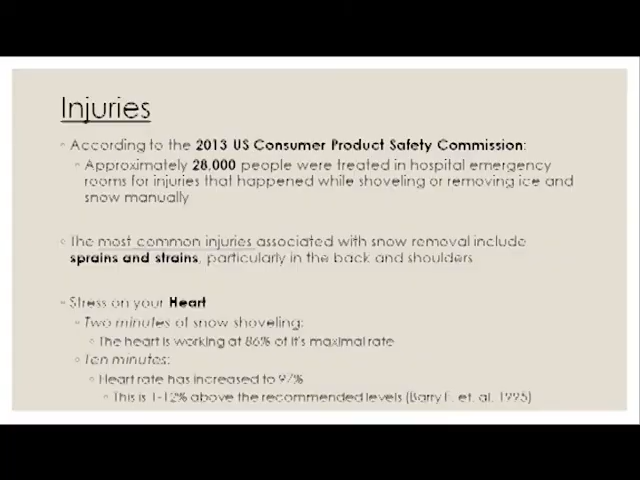 Injuries
According to the 2013 US Consumer Product Safety Commission:
Approximately 28,000 people were treated in hospital emergency
rooms for injuries that happened while shoveling or removing ice and
snow manually
The most common injuries associated with snow removal include
sprains and strains, particularly in the back and shoulders
Stress on your Heart
Two minutes of snow shoveling:
The heart is working at 86% of it's maximal rate
Ten minutes:
Heart rate has increased to 97%
This is 1-12% above the recommended levels (Barry F. et. al. 1995)